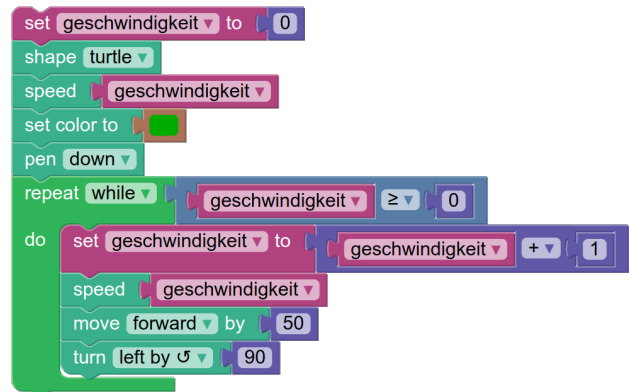 set geschwindigkeit ▾ to 0
shape turtle ▾
speed geschwindigkeit ▾
set color to
pen down ▾
repeat while ▾ geschwindigkeit ▾ ≥ ▾ 0
do set geschwindigkeit ▾ to geschwindigkeit ▾ + ▾ 1
speed geschwindigkeit ▾
move forward ▾ by 50
turn left by ↺ ▾ 90